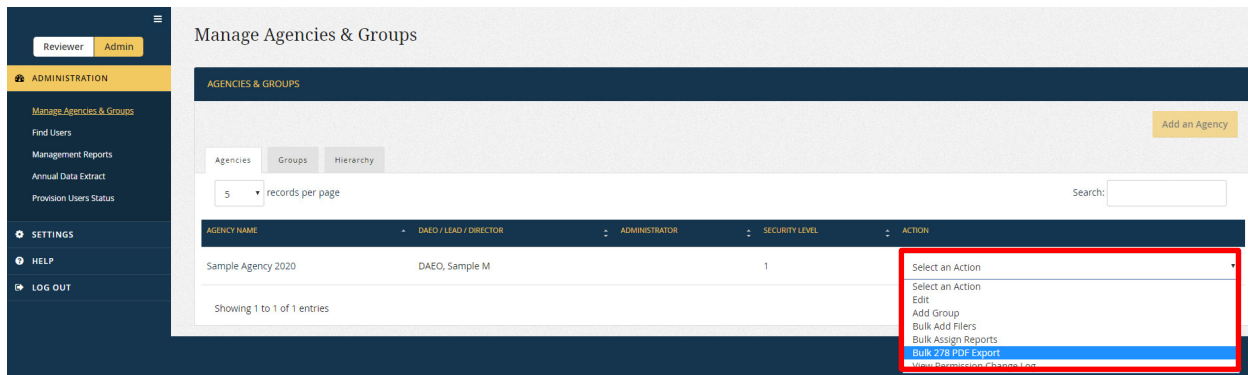 Reviewer Admin
ADMINISTRATION
Manage Agencies & Groups
Find Users
Management Reports
Annual Data Extract
Provision Users Status
SETTINGS
HELP
LOG OUT
Manage Agencies & Groups
AGENCIES & GROUPS
Add an Agency
Agencies Groups Hierarchy
5 records per page Search:
AGENCY NAME DAEO / LEAD / DIRECTOR ADMINISTRATOR SECURITY LEVEL ACTION
Sample Agency 2020 DAEO, Sample M 1 Select an Action
Select an Action
Edit
Add Group
Bulk Add Filers
Bulk Assign Reports
Bulk 278 PDF Export
View Permission Change Log
Showing 1 to 1 of 1 entries